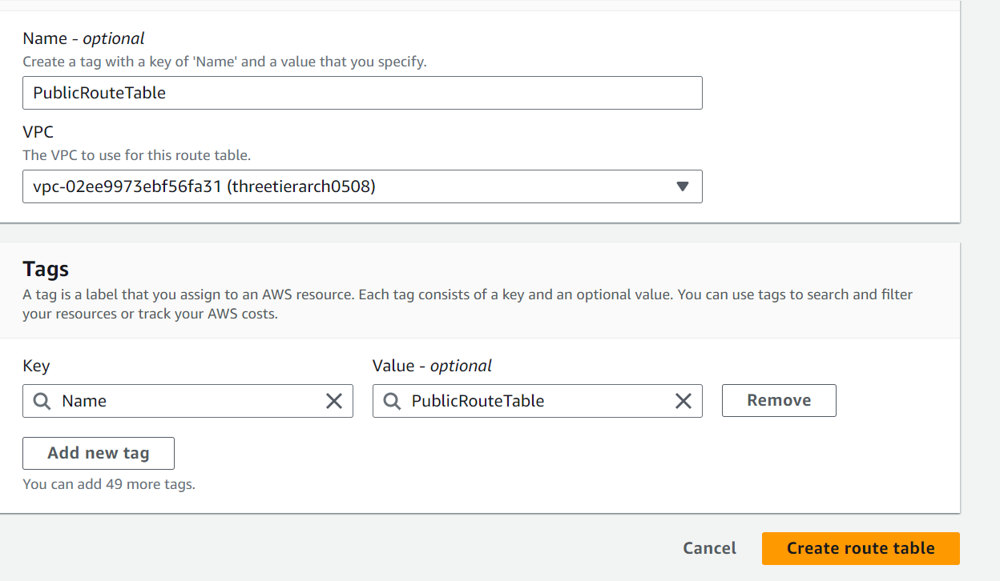 Name - optional
Create a tag with a key of 'Name' and a value that you specify.
PublicRouteTable
VPC
The VPC to use for this route table.
vpc-02ee9973ebf56fa31 (threetierarch0508)
Tags
A tag is a label that you assign to an AWS resource. Each tag consists of a key and an optional value. You can use tags to search and filter
your resources or track your AWS costs.
Key
Value - optional
Name
PublicRouteTable
Remove
Add new tag
You can add 49 more tags.
Cancel
Create route table